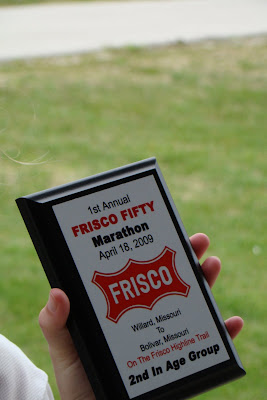 1st Annual
FRISCO FIFTY
Marathon
April 18, 2009
FRISCO
Willard, Missouri
To
Bolivar, Missouri
On The Frisco Highline Trail
2nd In Age Group